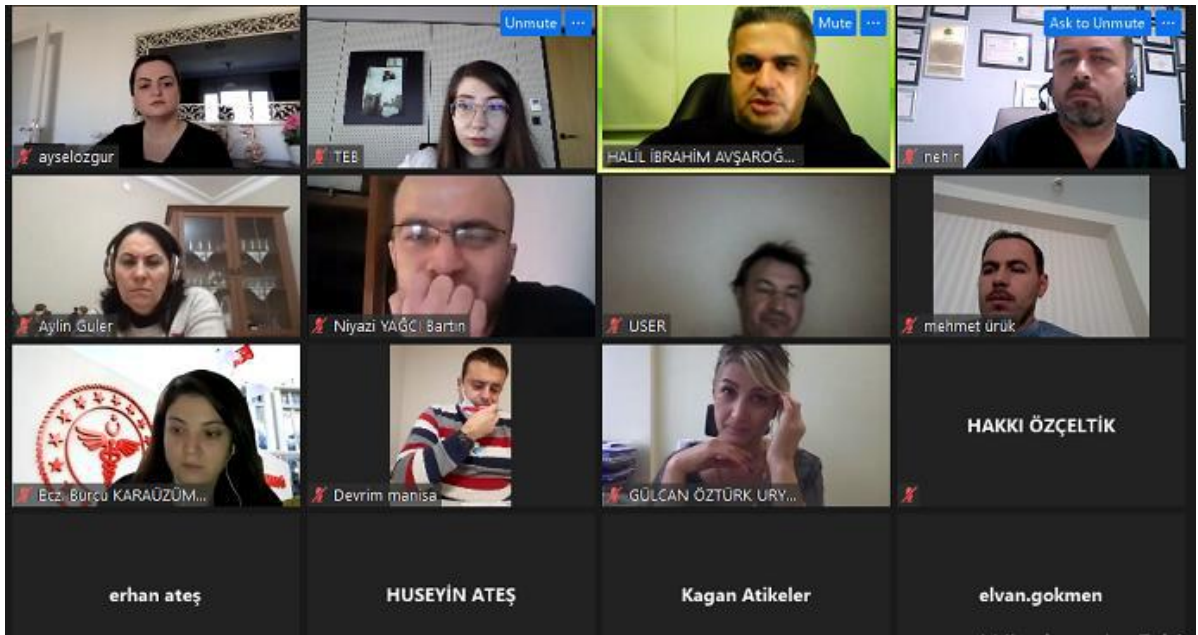 Unmute
Mute
Ask to Unmute
ayselozgur
TEB
HALİL İBRAHİM AVŞAROĞ...
nehir
Aylin Guler
Niyazi YAĞCI Bartın
USER
mehmet ürük
Ecz. Burcu KARAÜZÜM...
Devrim manisa
GÜLCAN ÖZTÜRK URY...
HAKKI ÖZÇELTİK
erhan ateş
HUSEYİN ATEŞ
Kagan Atikeler
elvan.gokmen